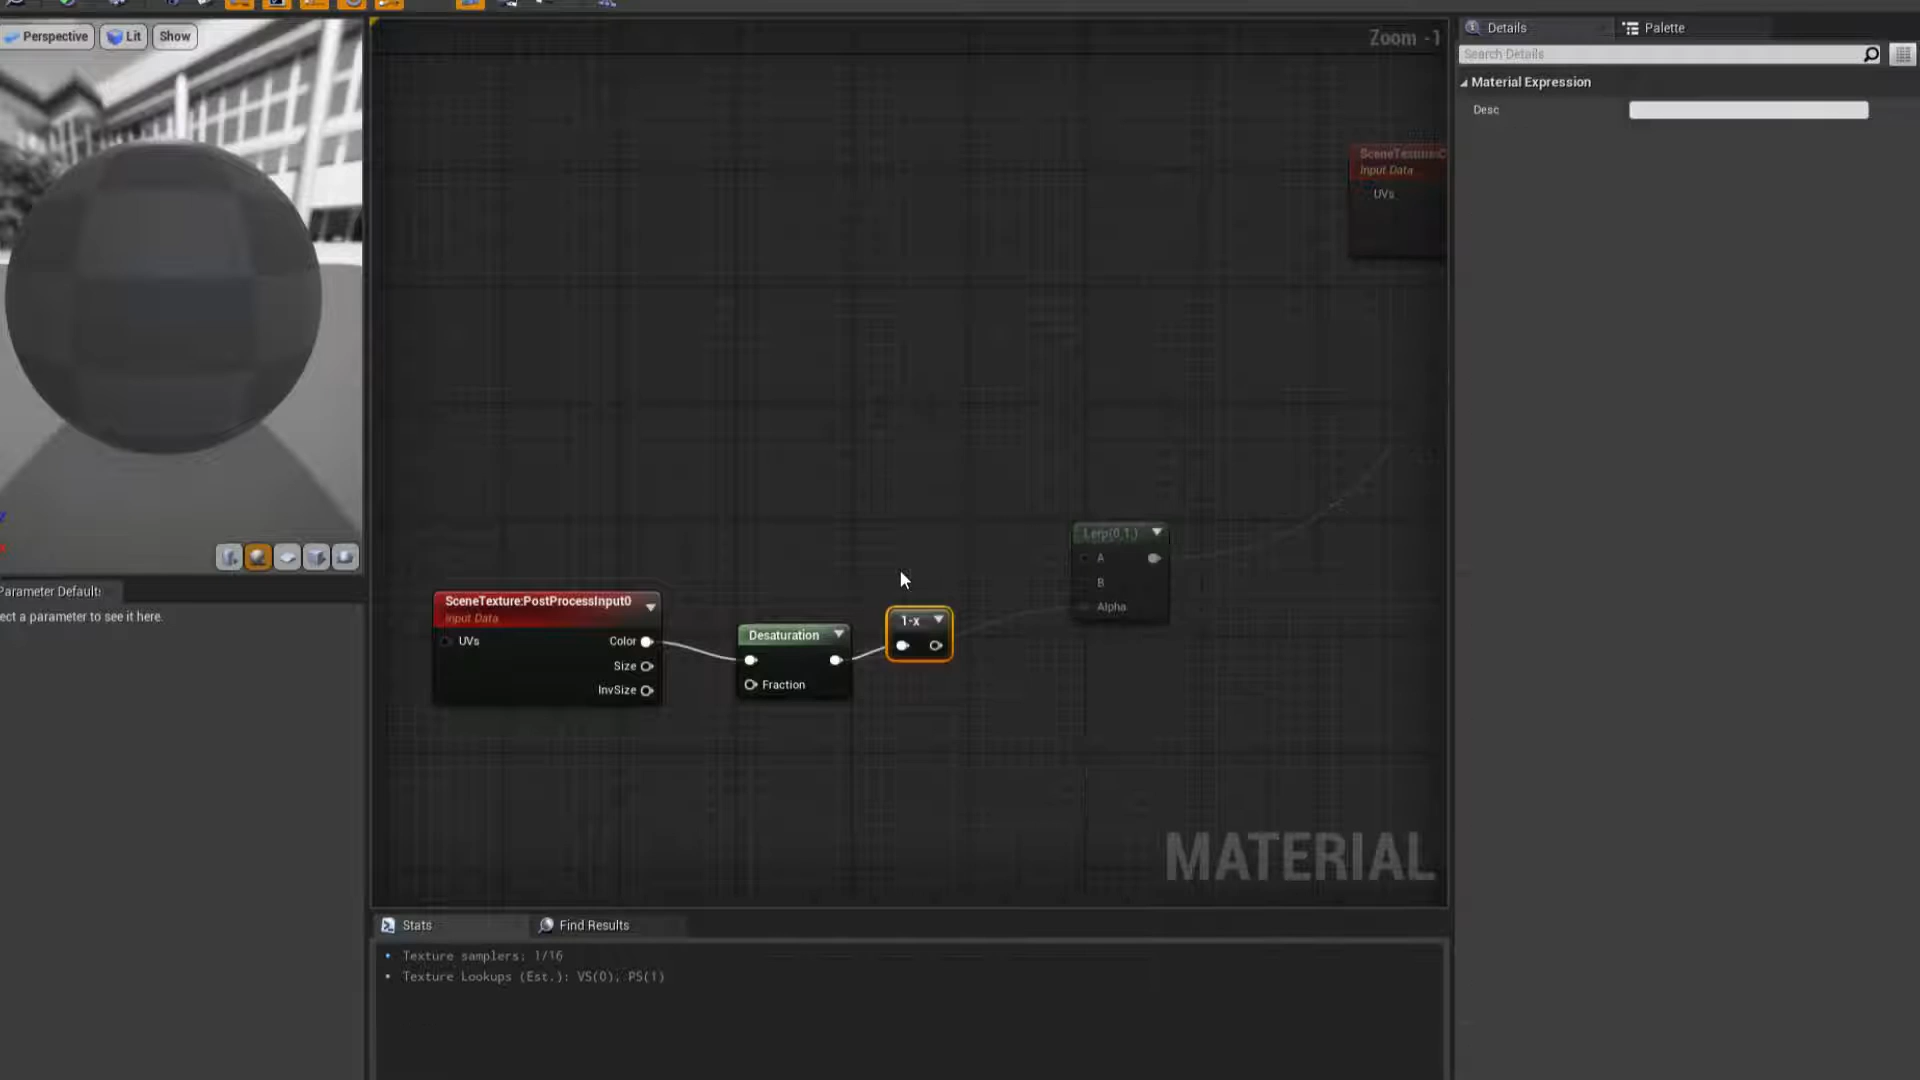 Perspective
Lit
Show
Zoom -1
Details
Palette
Search Details
Material Expression
Desc
Input Data
UVs
Lerp(0,1,)
A
B
Alpha
SceneTexture:PostProcessInput0
Input Data
UVs
Color
Size
InvSize
Desaturation
Fraction
1-x
Parameter Default:
ect a parameter to see it here.
MATERIAL
Stats
Find Results
Texture samplers: 1/16
Texture Lookups (Est.): VS(0), PS(1)